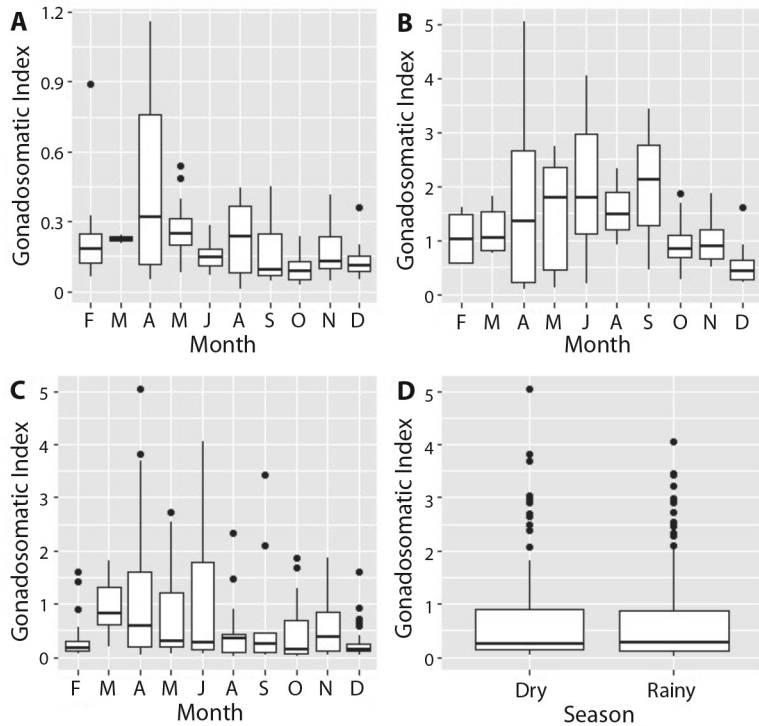 A
Gonadosomatic Index
1.2
0.9
0.6
0.3
0
F M A M J A S O N D
Month
B
Gonadosomatic Index
5
4
3
2
1
0
F M A M J A S O N D
Month
C
Gonadosomatic Index
5
4
3
2
1
0
F M A M J A S O N D
Month
D
Gonadosomatic Index
5
4
3
2
1
0
Dry Rainy
Season